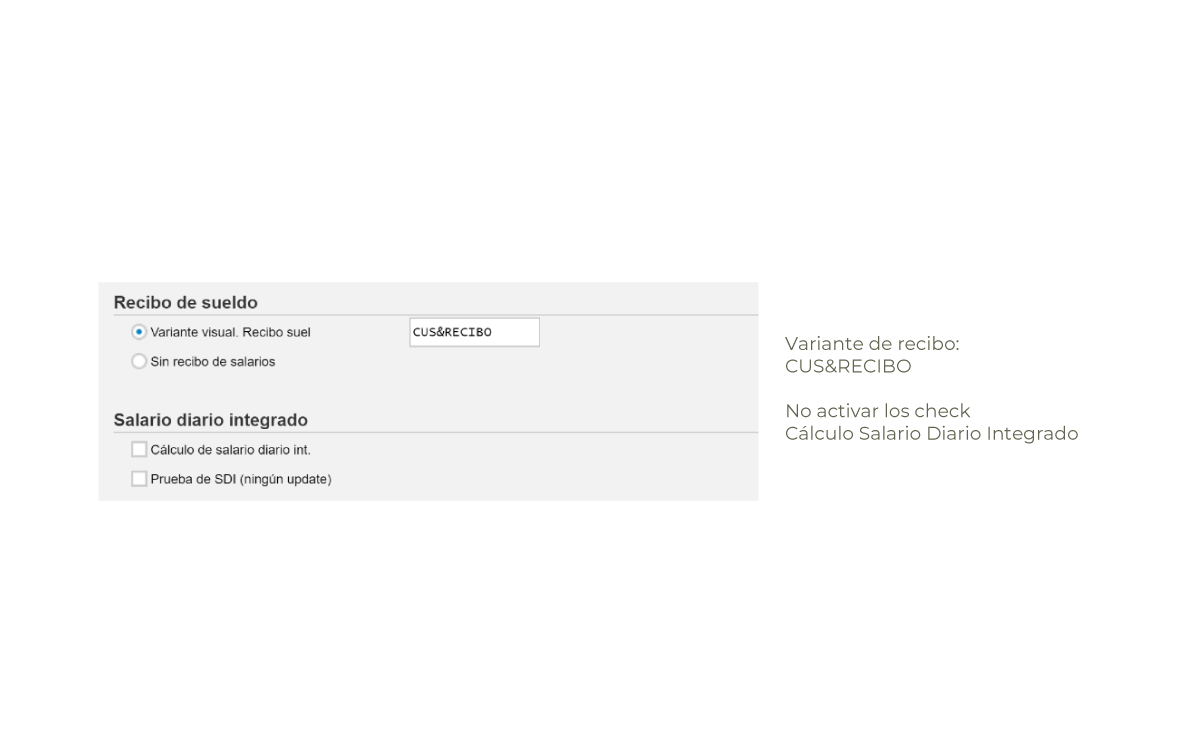 Recibo de sueldo
Variante visual. Recibo suel
CUS&RECIBO
Sin recibo de salarios
Salario diario integrado
Cálculo de salario diario int.
Prueba de SDI (ningún update)
Variante de recibo:
CUS&RECIBO
No activar los check
Cálculo Salario Diario Integrado